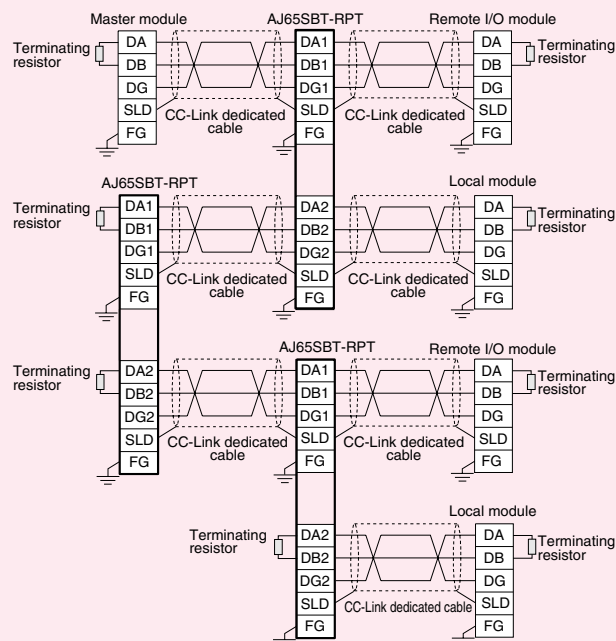 Master module
AJ65SBT-RPT
Remote I/O module
Terminating
resistor
DA
DB
DG
SLD
FG
CC-Link dedicated
cable
DA1
DB1
DG1
SLD
FG
CC-Link dedicated
cable
DA
DB
DG
SLD
FG
Terminating
resistor
AJ65SBT-RPT
Local module
Terminating
resistor
DA1
DB1
DG1
SLD
FG
CC-Link dedicated
cable
DA2
DB2
DG2
SLD
FG
CC-Link dedicated
cable
DA
DB
DG
SLD
FG
Terminating
resistor
AJ65SBT-RPT
Remote I/O module
Terminating
resistor
DA2
DB2
DG2
SLD
FG
CC-Link dedicated
cable
DA1
DB1
DG1
SLD
FG
CC-Link dedicated
cable
DA
DB
DG
SLD
FG
Terminating
resistor
Local module
Terminating
resistor
DA2
DB2
DG2
SLD
FG
CC-Link dedicated cable
DA
DB
DG
SLD
FG
Terminating
resistor